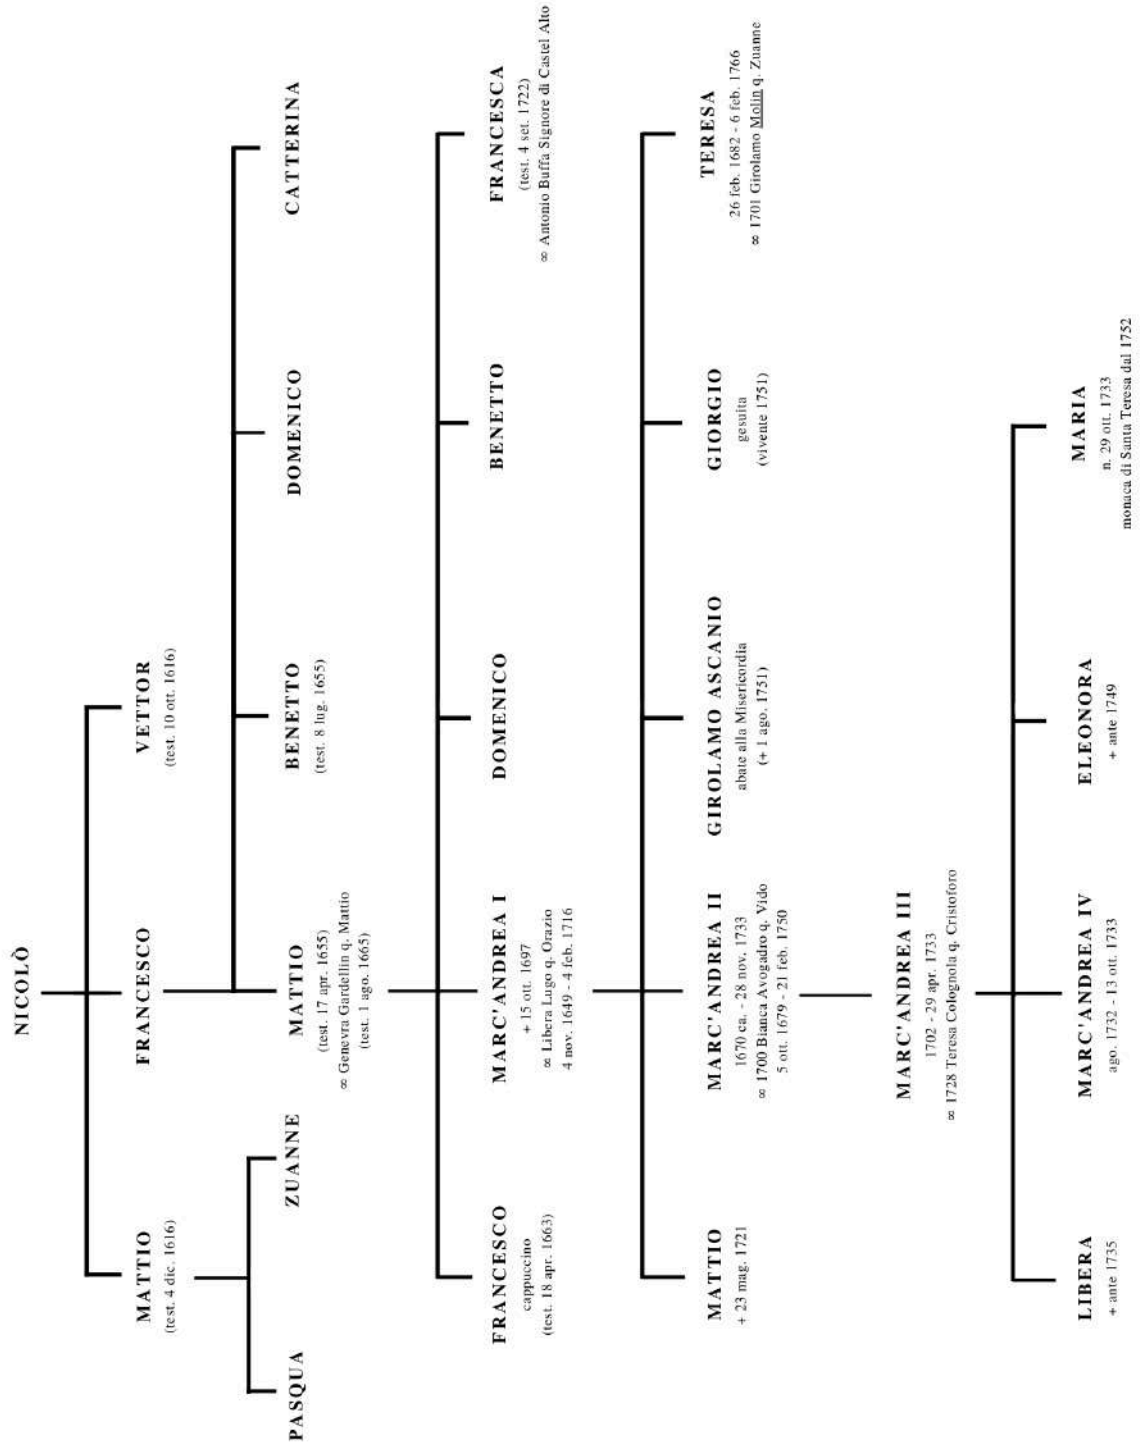 NICOLÒ
MATTIO
(test. 4 dic. 1616)
FRANCESCO
VETTOR
(test. 10 ott. 1616)
PASQUA
ZUANNE
MATTIO
(test. 17 apr. 1655)
∞ Genevra Gardellin q. Mattio
(test. 1 ago. 1665)
BENETTO
(test. 8 lug. 1655)
DOMENICO
CATTERINA
FRANCESCO
cappuccino
(test. 18 apr. 1663)
MARC'ANDREA I
+ 15 ott. 1697
∞ Libera Lugo q. Orazio
4 nov. 1649 - 4 feb. 1716
DOMENICO
BENETTO
FRANCESCA
(test. 4 set. 1722)
∞ Antonio Buffa Signore di Castel Alto
MATTIO
+ 23 mag. 1721
MARC'ANDREA II
1670 ca. - 28 nov. 1733
∞ 1700 Bianca Avogadro q. Vido
5 ott. 1679 - 21 feb. 1750
GIROLAMO ASCANIO
abate alla Misericordia
(+ 1 ago. 1751)
GIORGIO
gesuita
(vivente 1751)
TERESA
26 feb. 1682 - 6 feb. 1766
∞ 1701 Girolamo Molin q. Zuanne
MARC'ANDREA III
1702 - 29 apr. 1733
∞ 1728 Teresa Colognola q. Cristoforo
LIBERA
+ ante 1735
MARC'ANDREA IV
ago. 1732 - 13 ott. 1733
ELEONORA
+ ante 1749
MARIA
n. 29 ott. 1733
monaca di Santa Teresa dal 1752